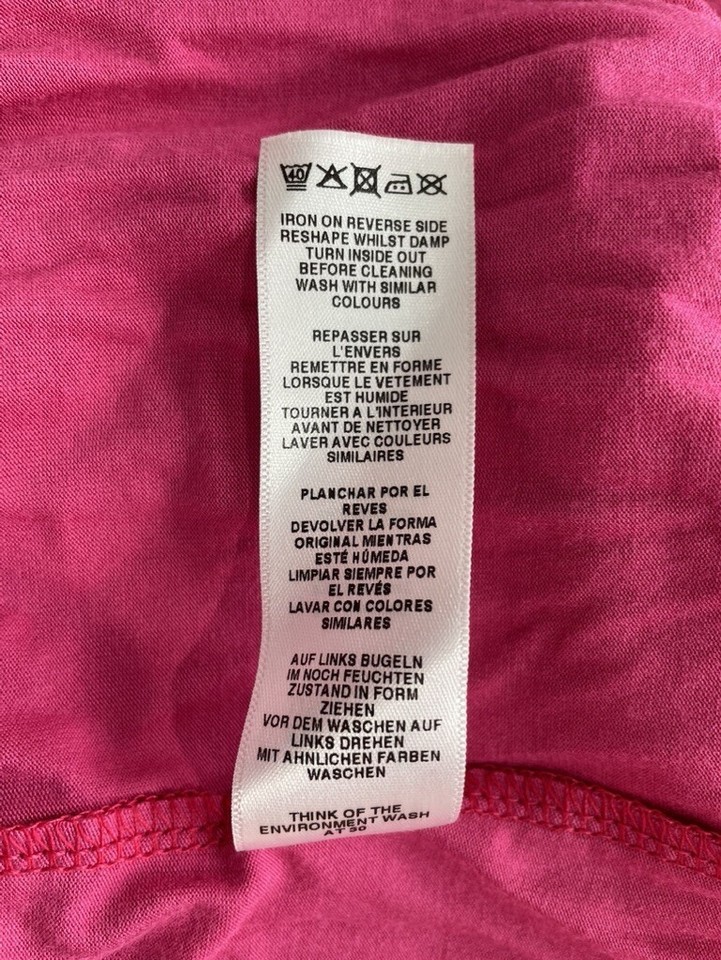 40
IRON ON REVERSE SIDE
RESHAPE WHILST DAMP
TURN INSIDE OUT
BEFORE CLEANING
WASH WITH SIMILAR
COLOURS
REPASSER SUR
L'ENVERS
REMETTRE EN FORME
LORSQUE LE VETEMENT
EST HUMIDE
TOURNER A L'INTERIEUR
AVANT DE NETTOYER
LAVER AVEC COULEURS
SIMILAIRES
PLANCHAR POR EL
REVES
DEVOLVER LA FORMA
ORIGINAL MIENTRAS
ESTÉ HÚMEDA
LIMPIAR SIEMPRE POR
EL REVÉS
LAVAR CON COLORES
SIMILARES
AUF LINKS BUGELN
IM NOCH FEUCHTEN
ZUSTAND IN FORM
ZIEHEN
VOR DEM WASCHEN AUF
LINKS DREHEN
MIT AHNLICHEN FARBEN
WASCHEN
THINK OF THE
ENVIRONMENT WASH
AT 30